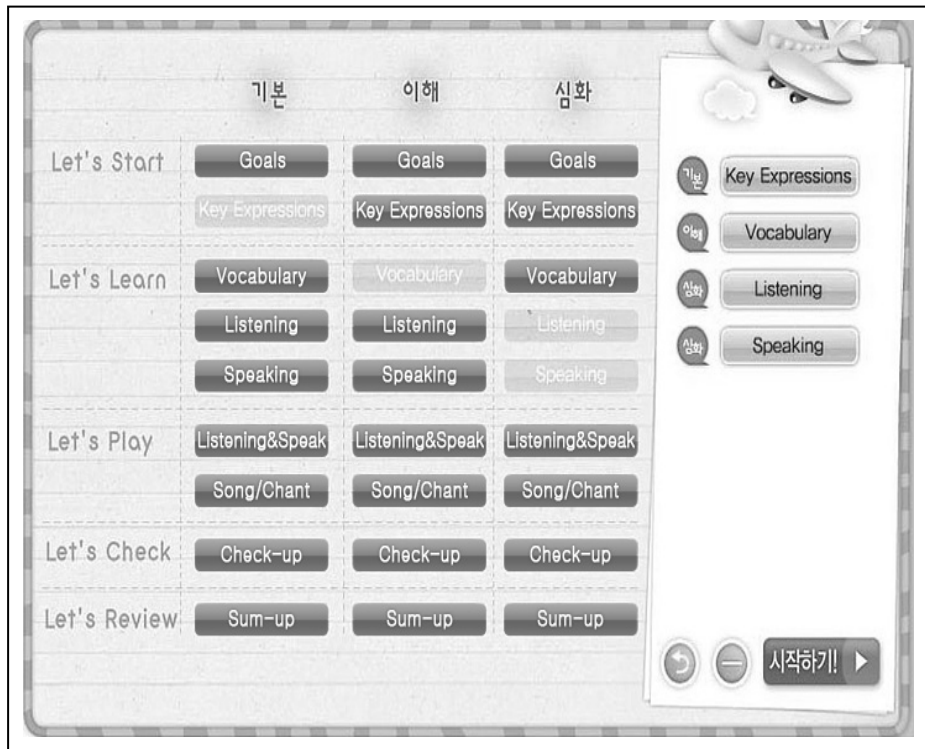 기본 이해 심화
Let's Start Goals Goals Goals
Key Expressions Key Expressions Key Expressions
Let's Learn Vocabulary Vocabulary Vocabulary
Listening Listening Listening
Speaking Speaking Speaking
Let's Play Listening&Speak Listening&Speak Listening&Speak
Song/Chant Song/Chant Song/Chant
Let's Check Check-up Check-up Check-up
Let's Review Sum-up Sum-up Sum-up
기본 Key Expressions
이해 Vocabulary
심화 Listening
심화 Speaking
시작하기!